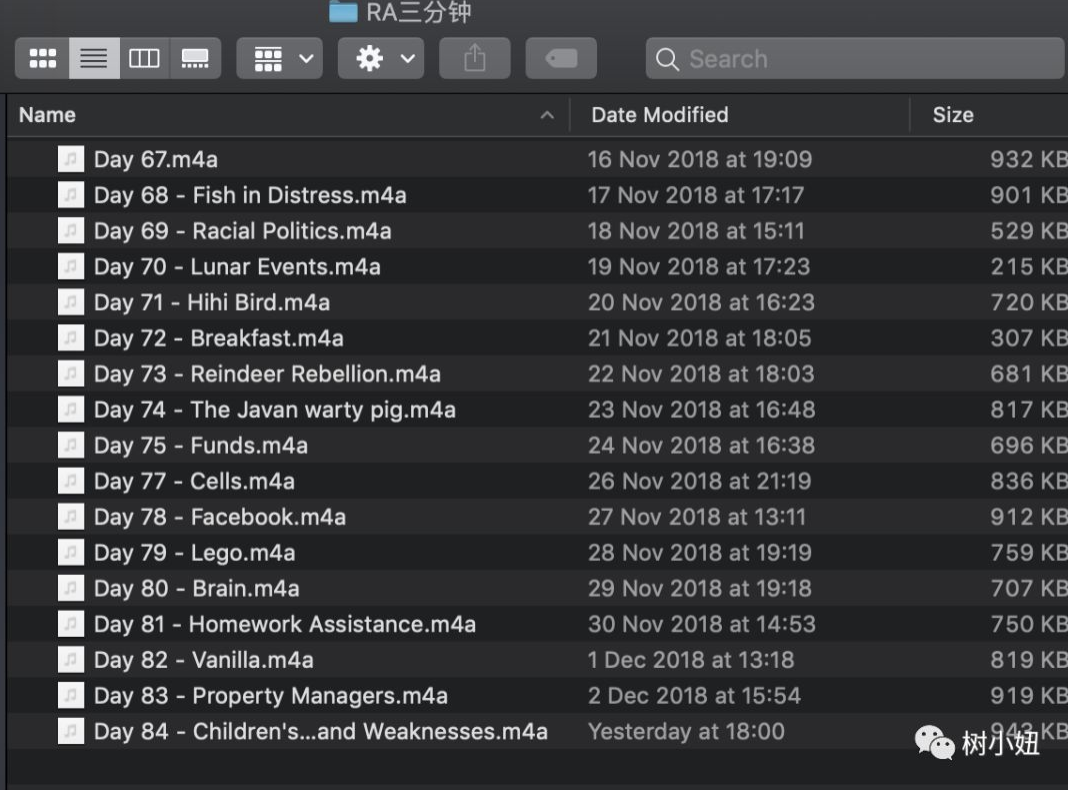 RA三分钟
Search
Name Date Modified Size
Day 67.m4a 16 Nov 2018 at 19:09 932 KB
Day 68 - Fish in Distress.m4a 17 Nov 2018 at 17:17 901 KB
Day 69 - Racial Politics.m4a 18 Nov 2018 at 15:11 529 KB
Day 70 - Lunar Events.m4a 19 Nov 2018 at 17:23 215 KB
Day 71 - Hihi Bird.m4a 20 Nov 2018 at 16:23 720 KB
Day 72 - Breakfast.m4a 21 Nov 2018 at 18:05 307 KB
Day 73 - Reindeer Rebellion.m4a 22 Nov 2018 at 18:03 681 KB
Day 74 - The Javan warty pig.m4a 23 Nov 2018 at 16:48 817 KB
Day 75 - Funds.m4a 24 Nov 2018 at 16:38 696 KB
Day 77 - Cells.m4a 26 Nov 2018 at 21:19 836 KB
Day 78 - Facebook.m4a 27 Nov 2018 at 13:11 912 KB
Day 79 - Lego.m4a 28 Nov 2018 at 19:19 759 KB
Day 80 - Brain.m4a 29 Nov 2018 at 19:18 707 KB
Day 81 - Homework Assistance.m4a 30 Nov 2018 at 14:53 750 KB
Day 82 - Vanilla.m4a 1 Dec 2018 at 13:18 819 KB
Day 83 - Property Managers.m4a 2 Dec 2018 at 15:54 919 KB
Day 84 - Children's...and Weaknesses.m4a Yesterday at 18:00 KB
树小妞